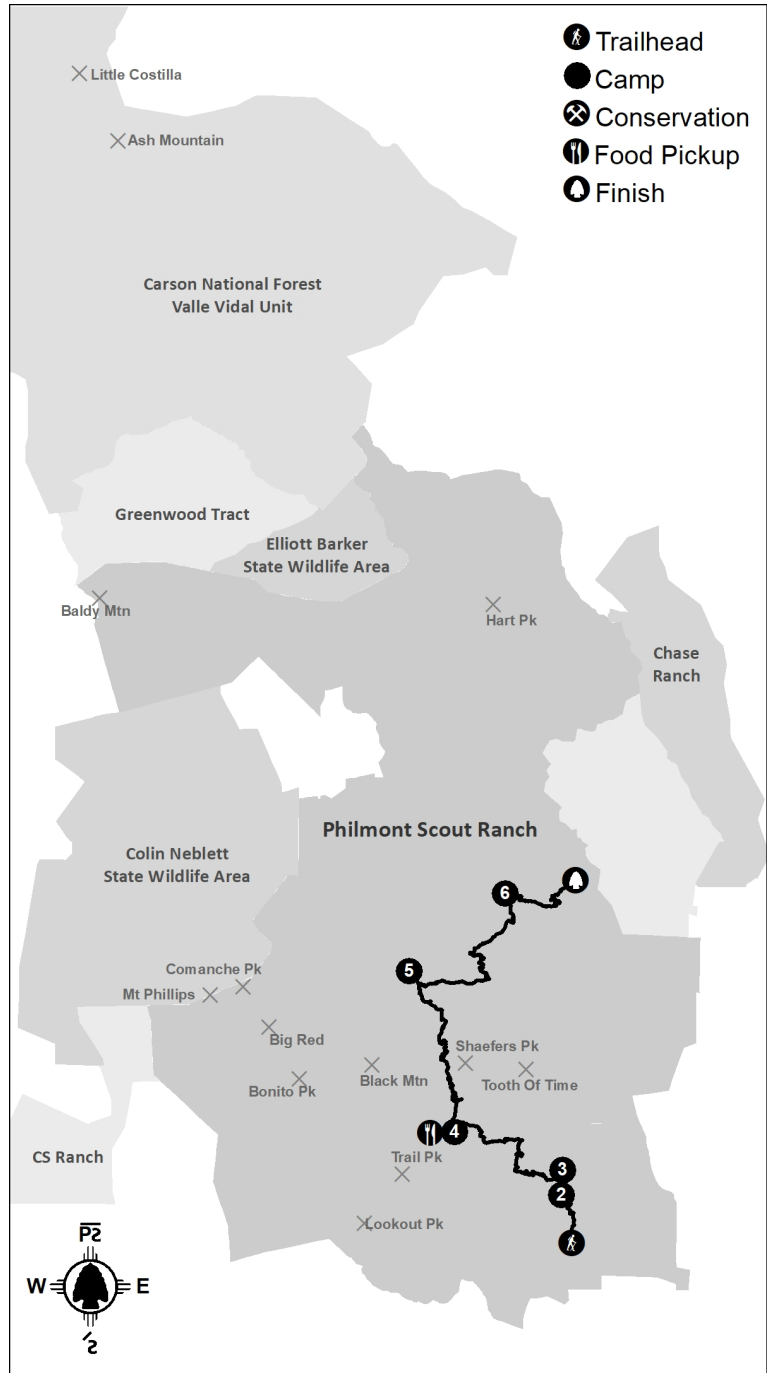 Trailhead
Camp
Conservation
Food Pickup
Finish
Little Costilla
Ash Mountain
Carson National Forest
Valle Vidal Unit
Greenwood Tract
Elliott Barker
State Wildlife Area
Baldy Mtn
Hart Pk
Chase
Ranch
Philmont Scout Ranch
Colin Neblett
State Wildlife Area
6
5
Comanche Pk
Mt Phillips
Big Red
Shaefers Pk
Black Mtn
Tooth Of Time
Bonito Pk
4
CS Ranch
Trail Pk
3
2
Lookout Pk
W
E